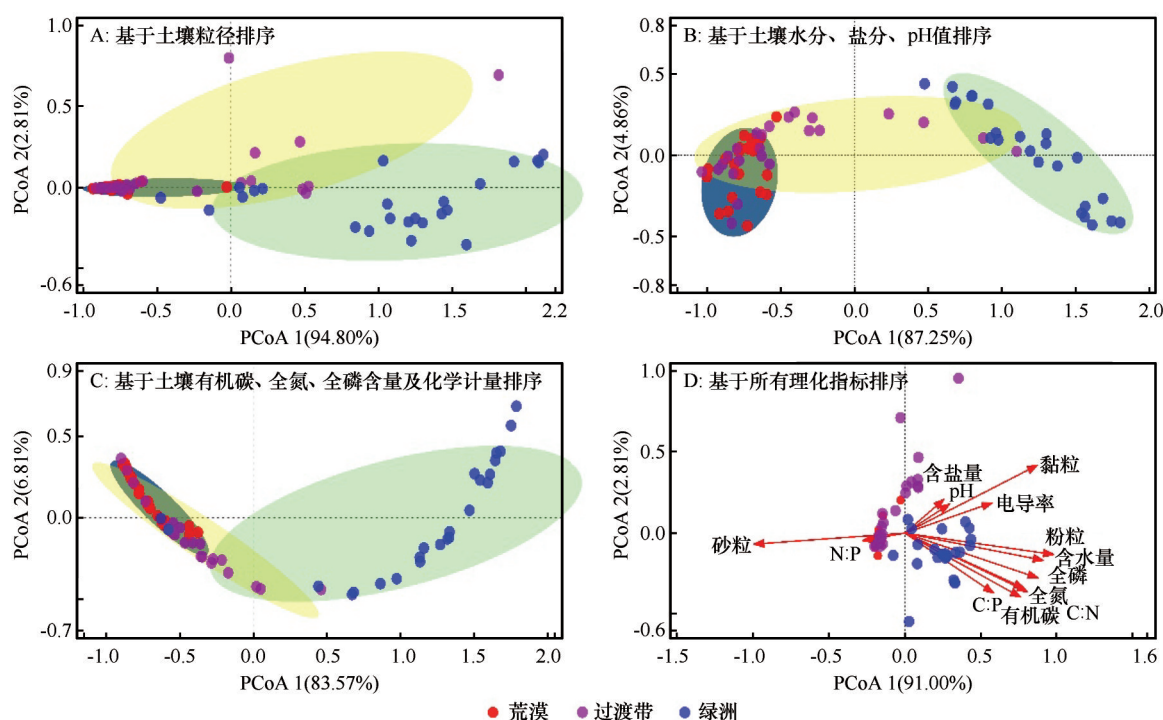 A: 基于土壤粒径排序
1.0
0.5
0.0
-0.6
PCoA 2(2.81%)
-1.0
-0.5
0.0
0.5
1.0
1.5
2.2
PCoA 1(94.80%)
B: 基于土壤水分、盐分、pH值排序
0.8
0.5
0.0
-0.5
-0.8
PCoA 2(4.86%)
-1.0
-0.5
0.0
0.5
1.0
1.5
2.0
PCoA 1(87.25%)
C: 基于土壤有机碳、全氮、全磷含量及化学计量排序
0.9
0.5
0.0
-0.7
PCoA 2(6.81%)
-1.0
-0.5
0.0
0.5
1.0
1.5
2.0
PCoA 1(83.57%)
D: 基于所有理化指标排序
1.0
0.5
0.0
-0.6
PCoA 2(2.81%)
含盐量
黏粒
pH
电导率
砂粒
N:P
粉粒
含水量
全磷
全氮
C:P
有机碳 C:N
-1.5
-1.0
-0.5
0.0
0.5
1.0
1.6
PCoA 1(91.00%)
荒漠 过渡带 绿洲